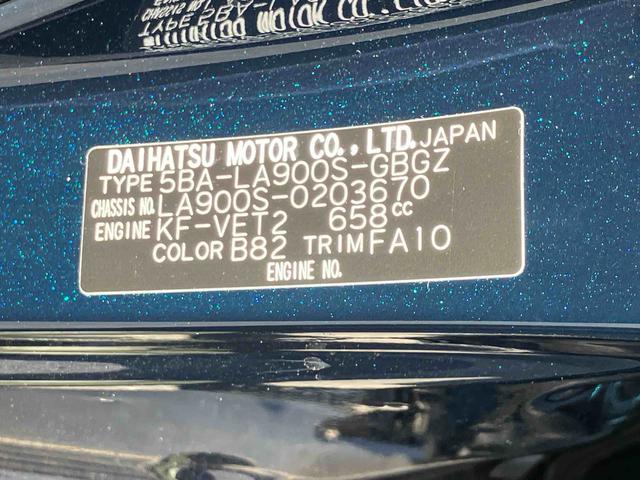 DAIHATSU MOTOR CO., LTD. JAPAN
TYPE 5BA-LA900S-GBGZ
CHASSIS NO. LA900S-0203670
ENGINE KF-VET2 658cc
COLOR B82 TRIM FA10
ENGINE NO.